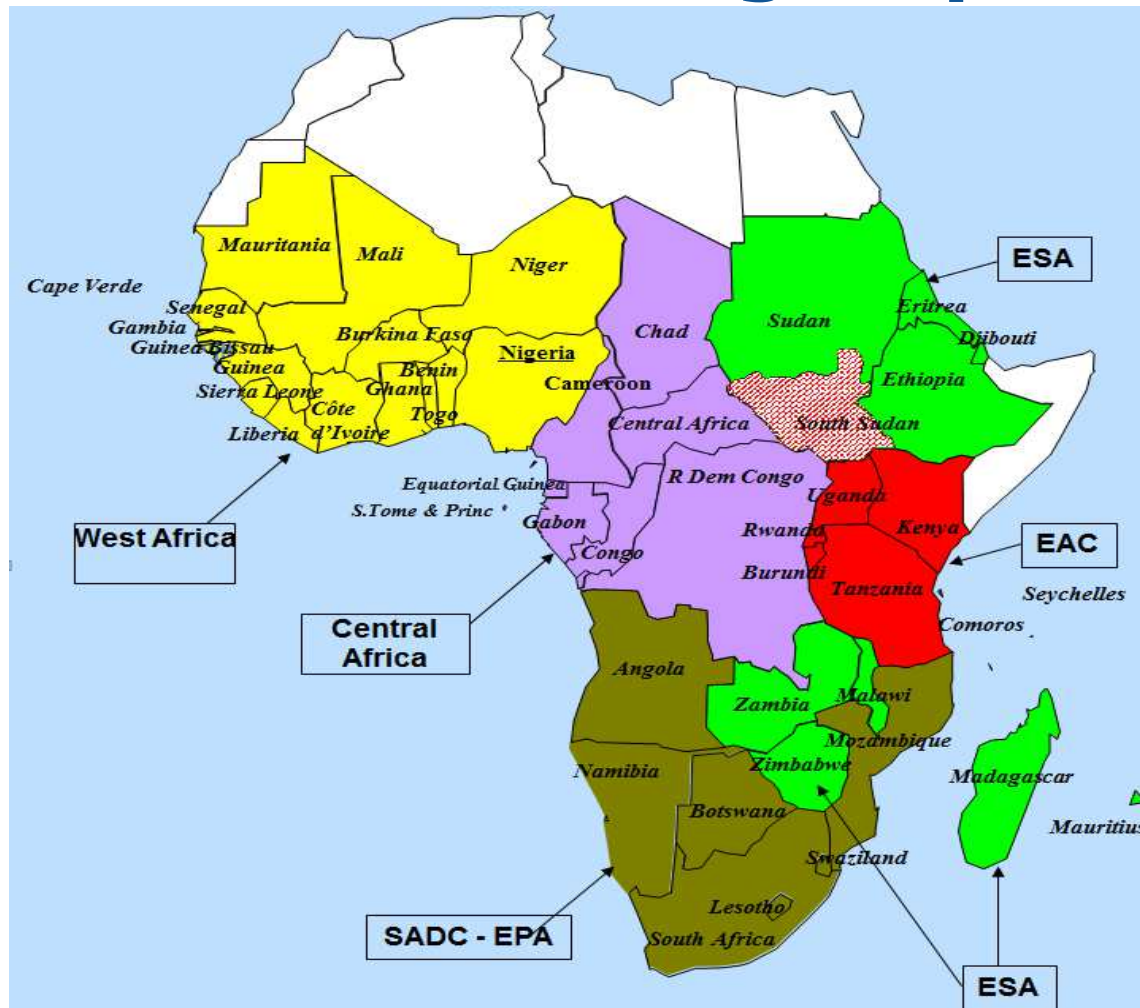 Mauritania
Mali
Niger
ESA
Cape Verde
Senegal
Chad
Sudan
Eritrea
Gambia
Guinea Bissau
Burkina Faso
Nigeria
Djibouti
Guinea
Benin
Cameroon
Ethiopia
Sierra Leone
Ghana
Côte
d'Ivoire
Togo
Central Africa
South Sudan
Liberia
Equatorial Guinea
R Dem Congo
Uganda
S.Tome & Princ
Gabon
Rwanda
Kenya
West Africa
Congo
EAC
Burundi
Tanzania
Seychelles
Comoros
Central
Africa
Angola
Zambia
Malawi
Mozambique
Namibia
Zimbabwe
Madagascar
Botswana
Mauritius
Swaziland
Lesotho
SADC - EPA
South Africa
ESA